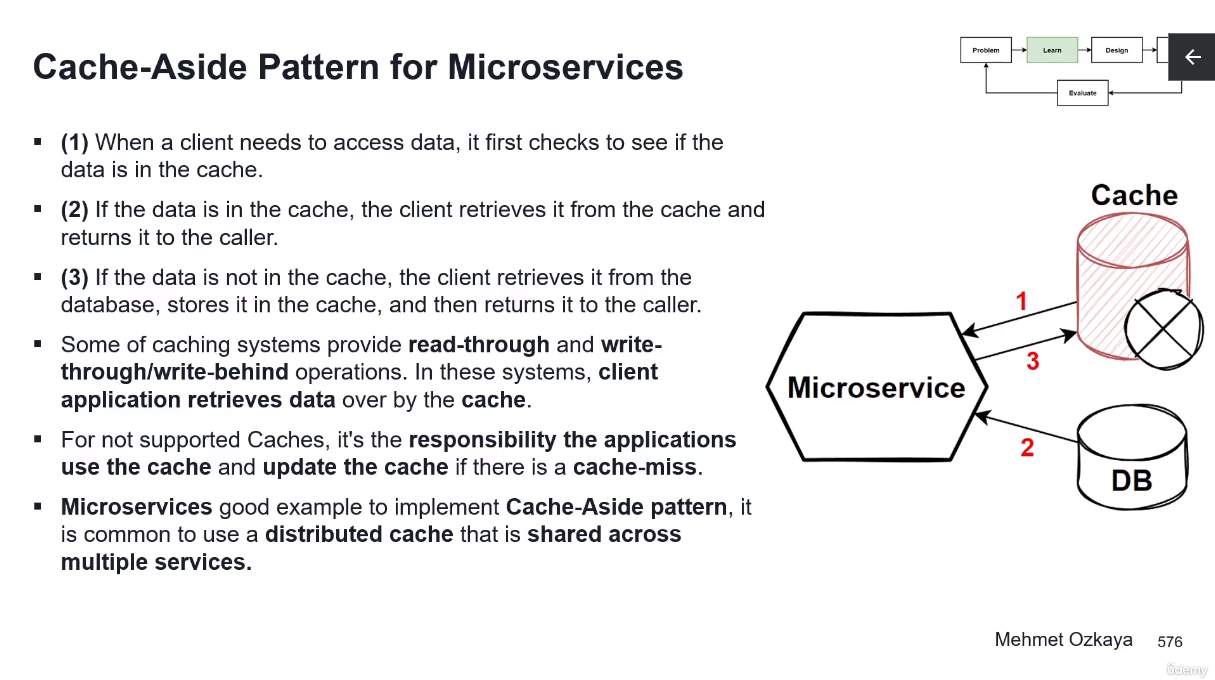 Cache-Aside Pattern for Microservices
Problem
Learn
Design
Evaluate
▪ (1) When a client needs to access data, it first checks to see if the
data is in the cache.
▪ (2) If the data is in the cache, the client retrieves it from the cache and
returns it to the caller.
▪ (3) If the data is not in the cache, the client retrieves it from the
database, stores it in the cache, and then returns it to the caller.
▪ Some of caching systems provide read-through and write-
through/write-behind operations. In these systems, client
application retrieves data over by the cache.
▪ For not supported Caches, it's the responsibility the applications
use the cache and update the cache if there is a cache-miss.
▪ Microservices good example to implement Cache-Aside pattern, it
is common to use a distributed cache that is shared across
multiple services.
Cache
1
3
Microservice
2
DB
Mehmet Ozkaya
576
ûdemy